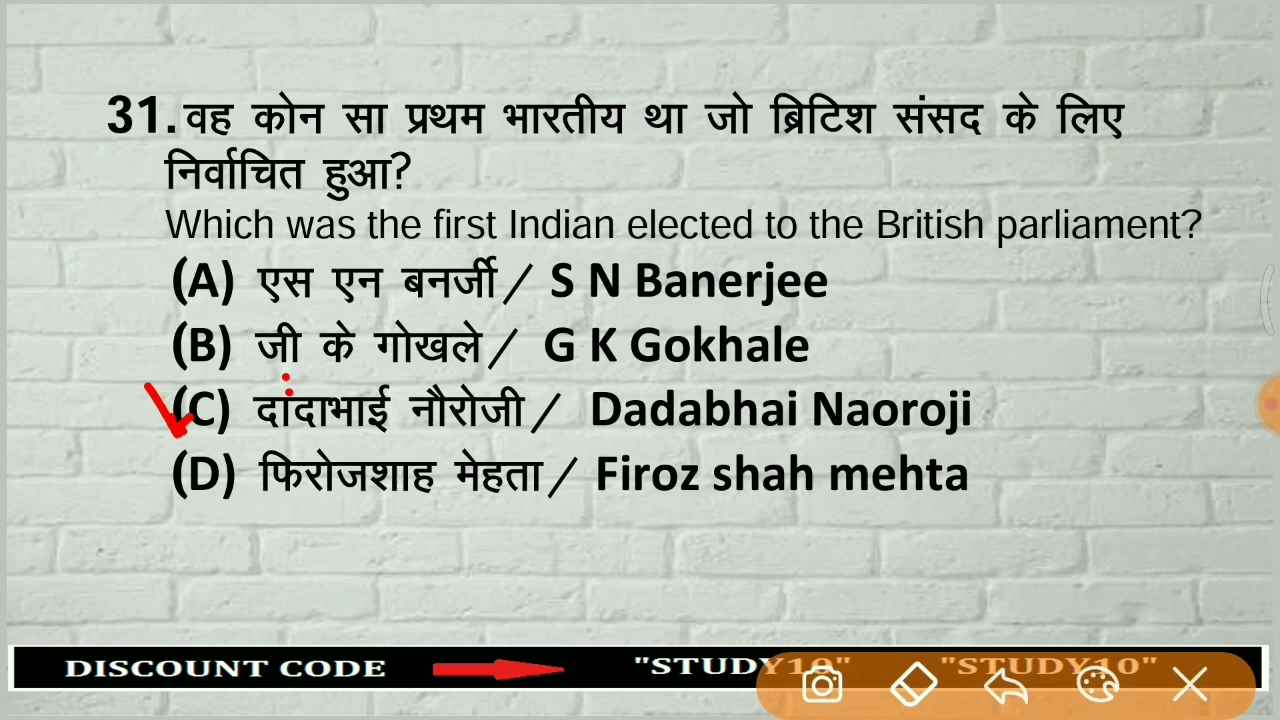 31. वह कोन सा प्रथम भारतीय था जो ब्रिटिश संसद के लिए
निर्वाचित हुआ?
Which was the first Indian elected to the British parliament?
(A) एस एन बनर्जी/ S N Banerjee
(B) जी के गोखले/ G K Gokhale
(C) दादाभाई नौरोजी/ Dadabhai Naoroji
(D) फिरोजशाह मेहता/ Firoz shah mehta
DISCOUNT CODE "STUDY10" "STUDY10"